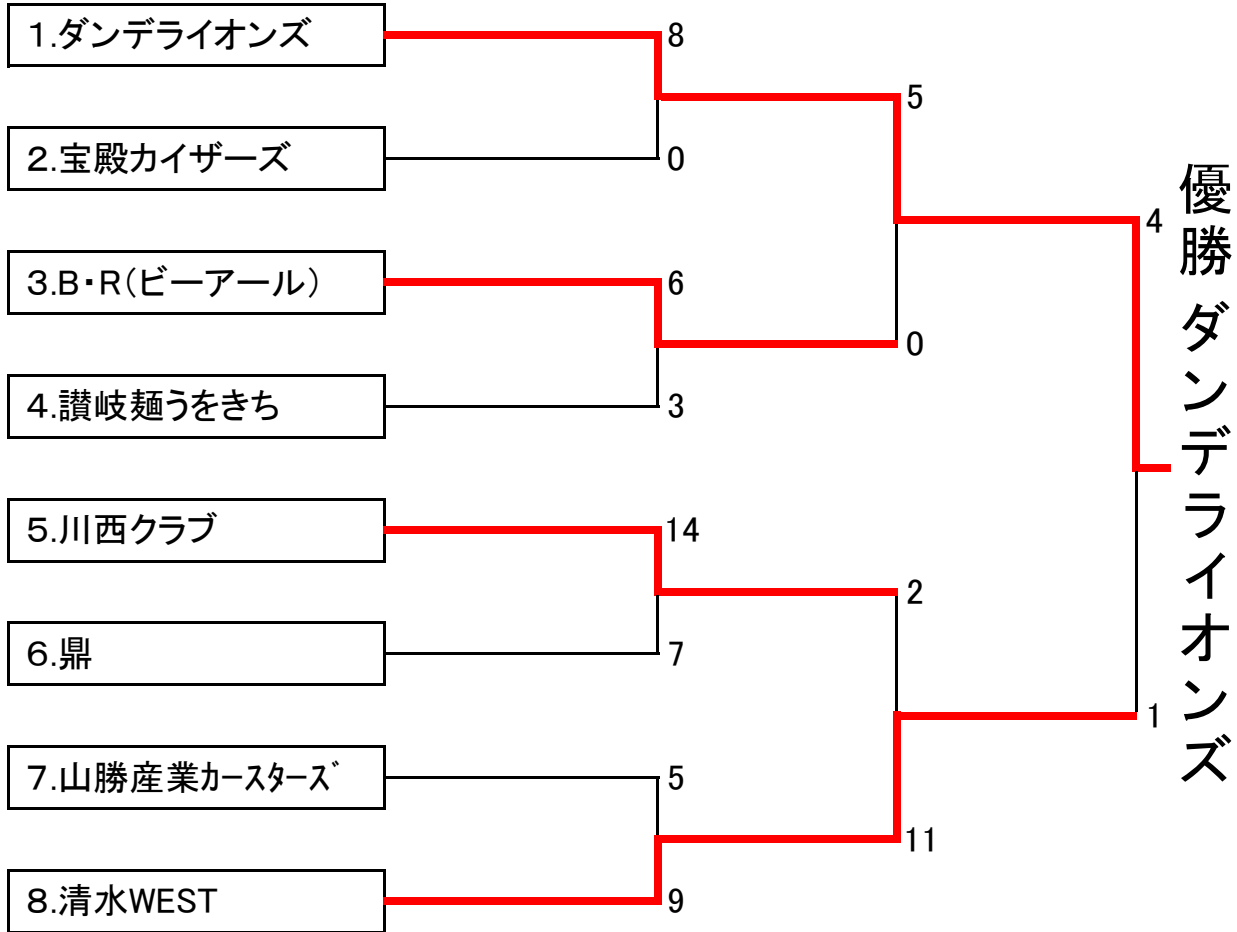 1.ダンデライオンズ
8
5
2.宝殿カイザーズ
0
4
3.B・R(ビーアール)
6
0
4.讃岐麺うをきち
3
優勝 ダンデライオンズ
5.川西クラブ
14
2
6.鼎
7
1
7.山勝産業ｶｰｽﾀｰｽﾞ
5
11
8.清水WEST
9